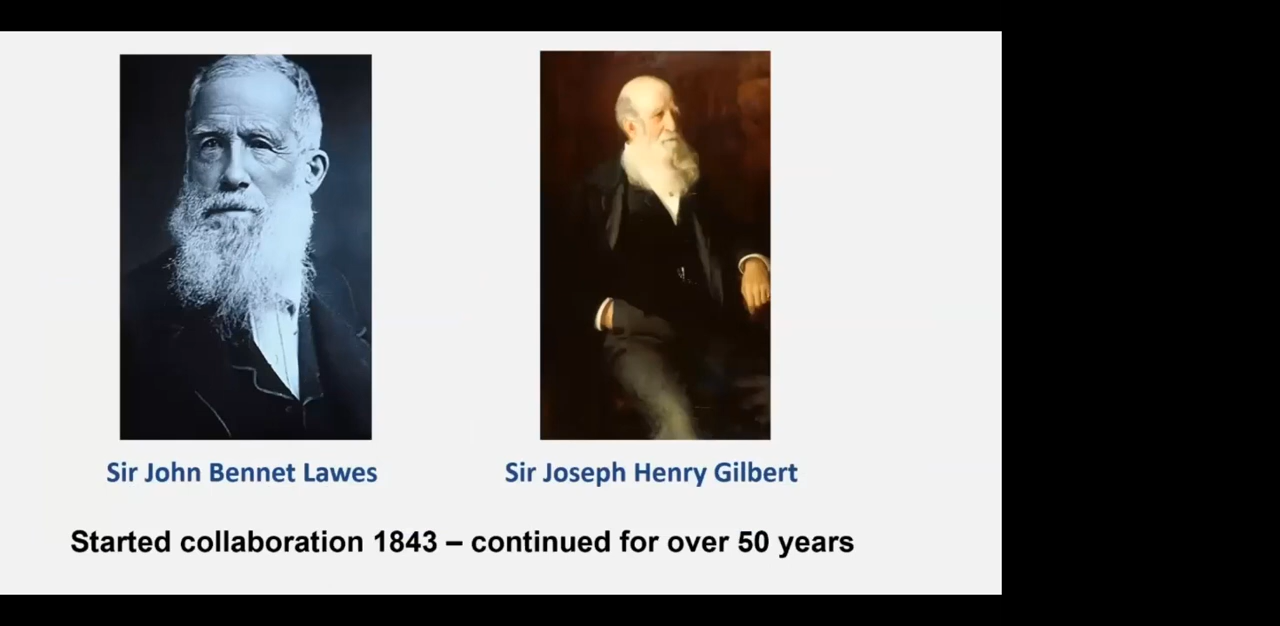 Sir John Bennet Lawes
Sir Joseph Henry Gilbert
Started collaboration 1843 – continued for over 50 years